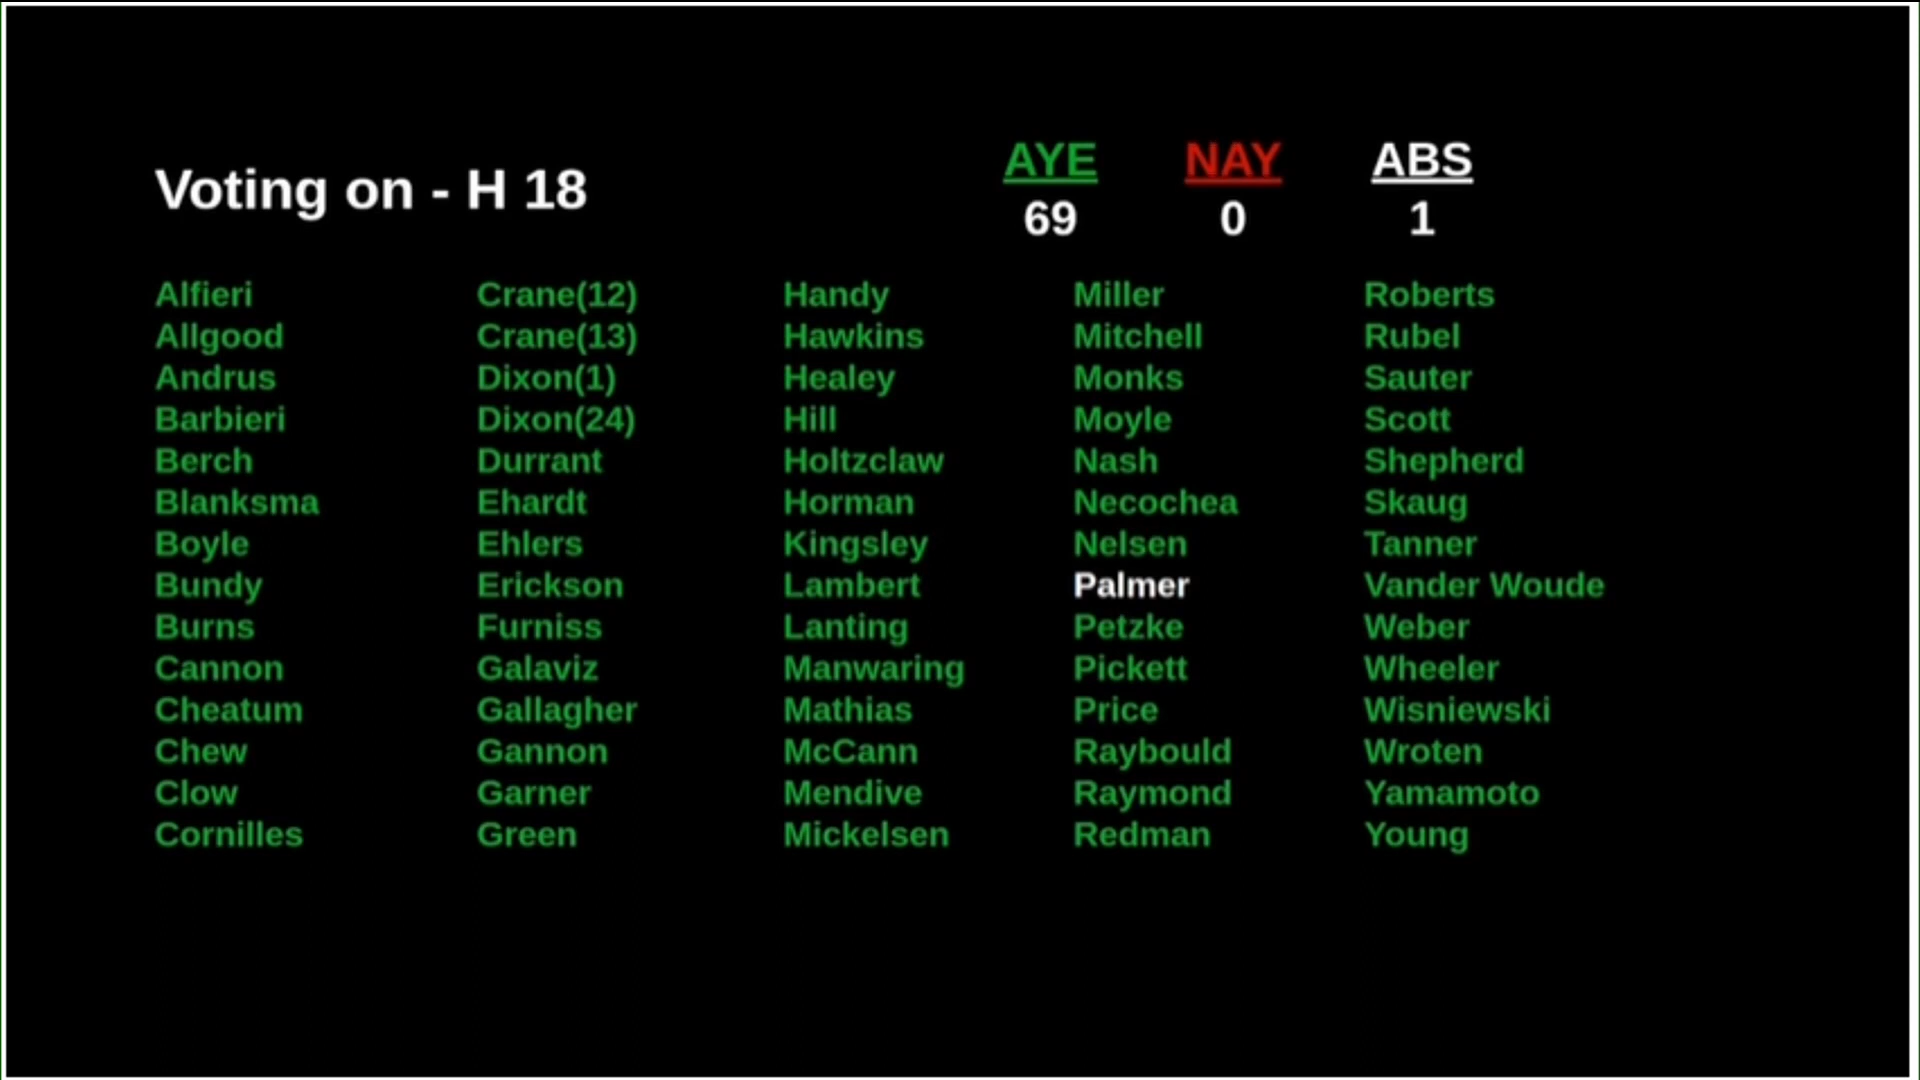 Voting on - H 18
AYE NAY ABS
69 0 1
Alfieri Crane(12) Handy Miller Roberts
Allgood Crane(13) Hawkins Mitchell Rubel
Andrus Dixon(1) Healey Monks Sauter
Barbieri Dixon(24) Hill Moyle Scott
Berch Durrant Holtzclaw Nash Shepherd
Blanksma Ehardt Horman Necochea Skaug
Boyle Ehlers Kingsley Nelsen Tanner
Bundy Erickson Lambert Palmer Vander Woude
Burns Furniss Lanting Petzke Weber
Cannon Galaviz Manwaring Pickett Wheeler
Cheatum Gallagher Mathias Price Wisniewski
Chew Gannon McCann Raybould Wroten
Clow Garner Mendive Raymond Yamamoto
Cornilles Green Mickelsen Redman Young